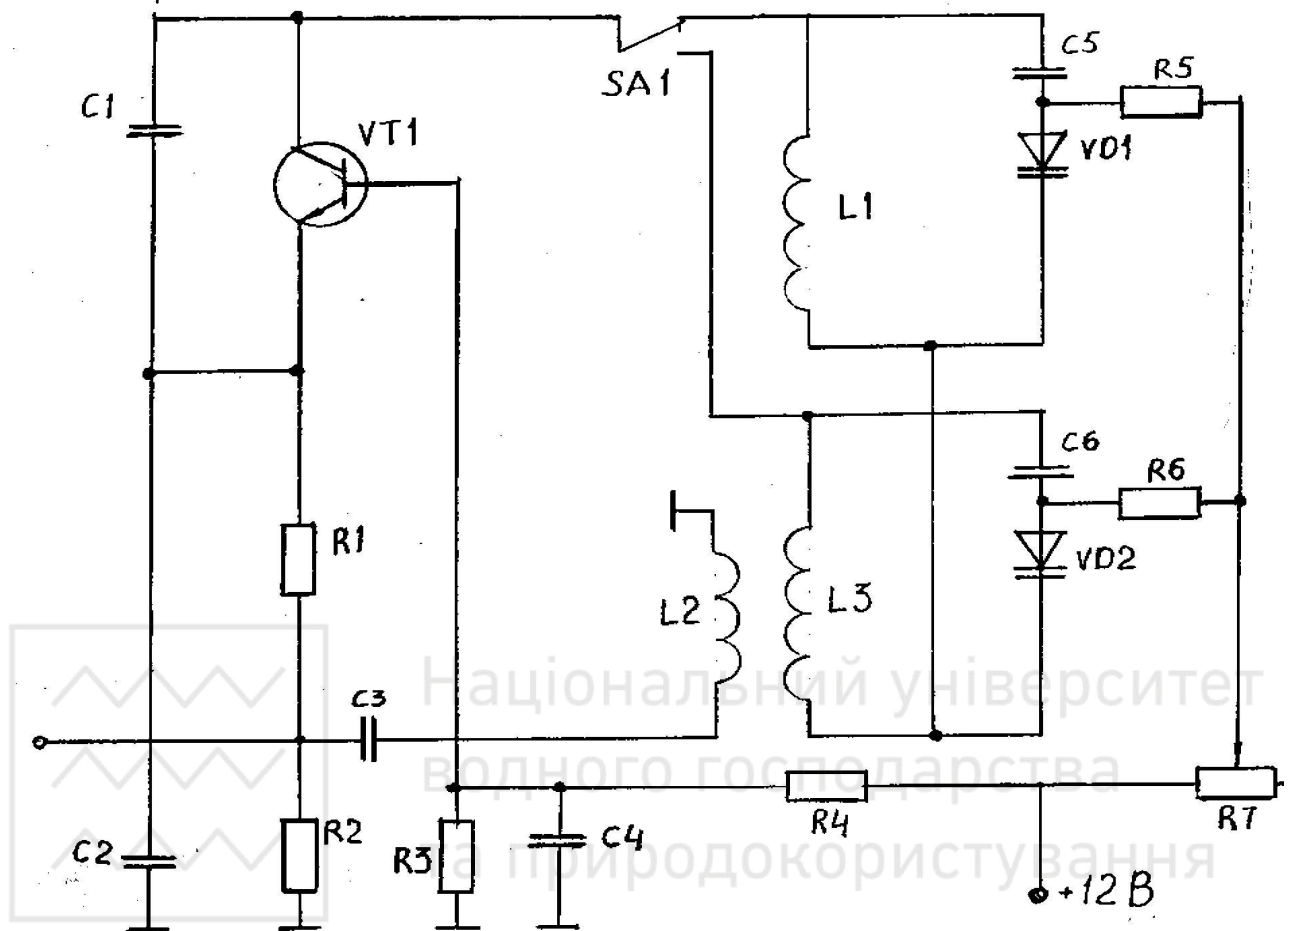 C5
R5
SA1
C1
VT1
VD1
L1
C6
R6
R1
VD2
L2
L3
Національний університет
C3
водного господарства
R4
R7
R2
C2
R3
C4
та природокористування
+12 В